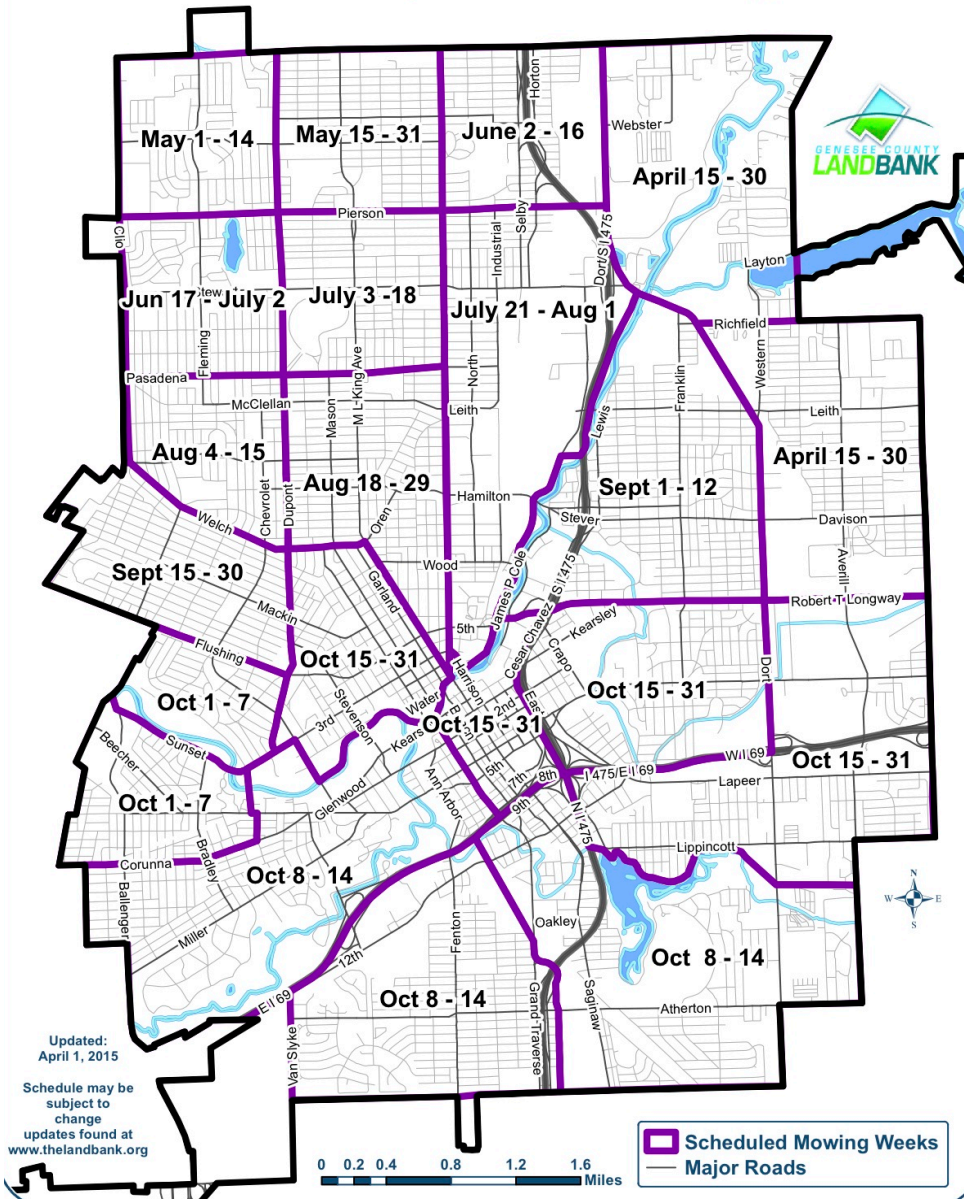 Horton
May 1 - 14
May 15 - 31
June 2 - 16
Webster
April 15 - 30
GENESEE COUNTY
LANDBANK
Pierson
Clio
Selby
Industrial
Dort/S I 475
Layton
Stew
Jun 17 - July 2
July 3 -18
July 21 - Aug 1
Richfield
Fleming
M L King Ave
North
Western
Franklin
Pasadena
McClellan
Mason
Leith
Lewis
Leith
Aug 4 - 15
Aug 18 - 29
Sept 1 - 12
April 15 - 30
Chevrolet
Dupont
Oren
Hamilton
Stever
Davison
Welch
Averill
Wood
S I 475
Sept 15 - 30
Garland
James P Cole
Mackin
Robert T Longway
5th
Cesar Chavez
Kearsley
Flushing
Oct 15 - 31
Harrison
Crapo
Dort
Oct 1 - 7
Stevenson
Water
2nd
East
Oct 15 - 31
3rd
Oct 15 - 31
Sunset
Beecher
Kears
W I 69
Oct 15 - 31
5th
7th
8th
I 475/E I 69
Lapeer
Ann Arbor
Oct 1 - 7
Glenwood
9th
N I 475
Corunna
Bradley
Lippincott
Oct 8 - 14
Ballenger
N
W
E
S
Miller
Fenton
Oakley
12th
Oct 8 - 14
Saginaw
E I 69
Oct 8 - 14
Grand Traverse
Atherton
Van Slyke
Updated:
April 1, 2015
Schedule may be
subject to
change
updates found at
www.thelandbank.org
Scheduled Mowing Weeks
Major Roads
0 0.2 0.4 0.8 1.2 1.6
Miles